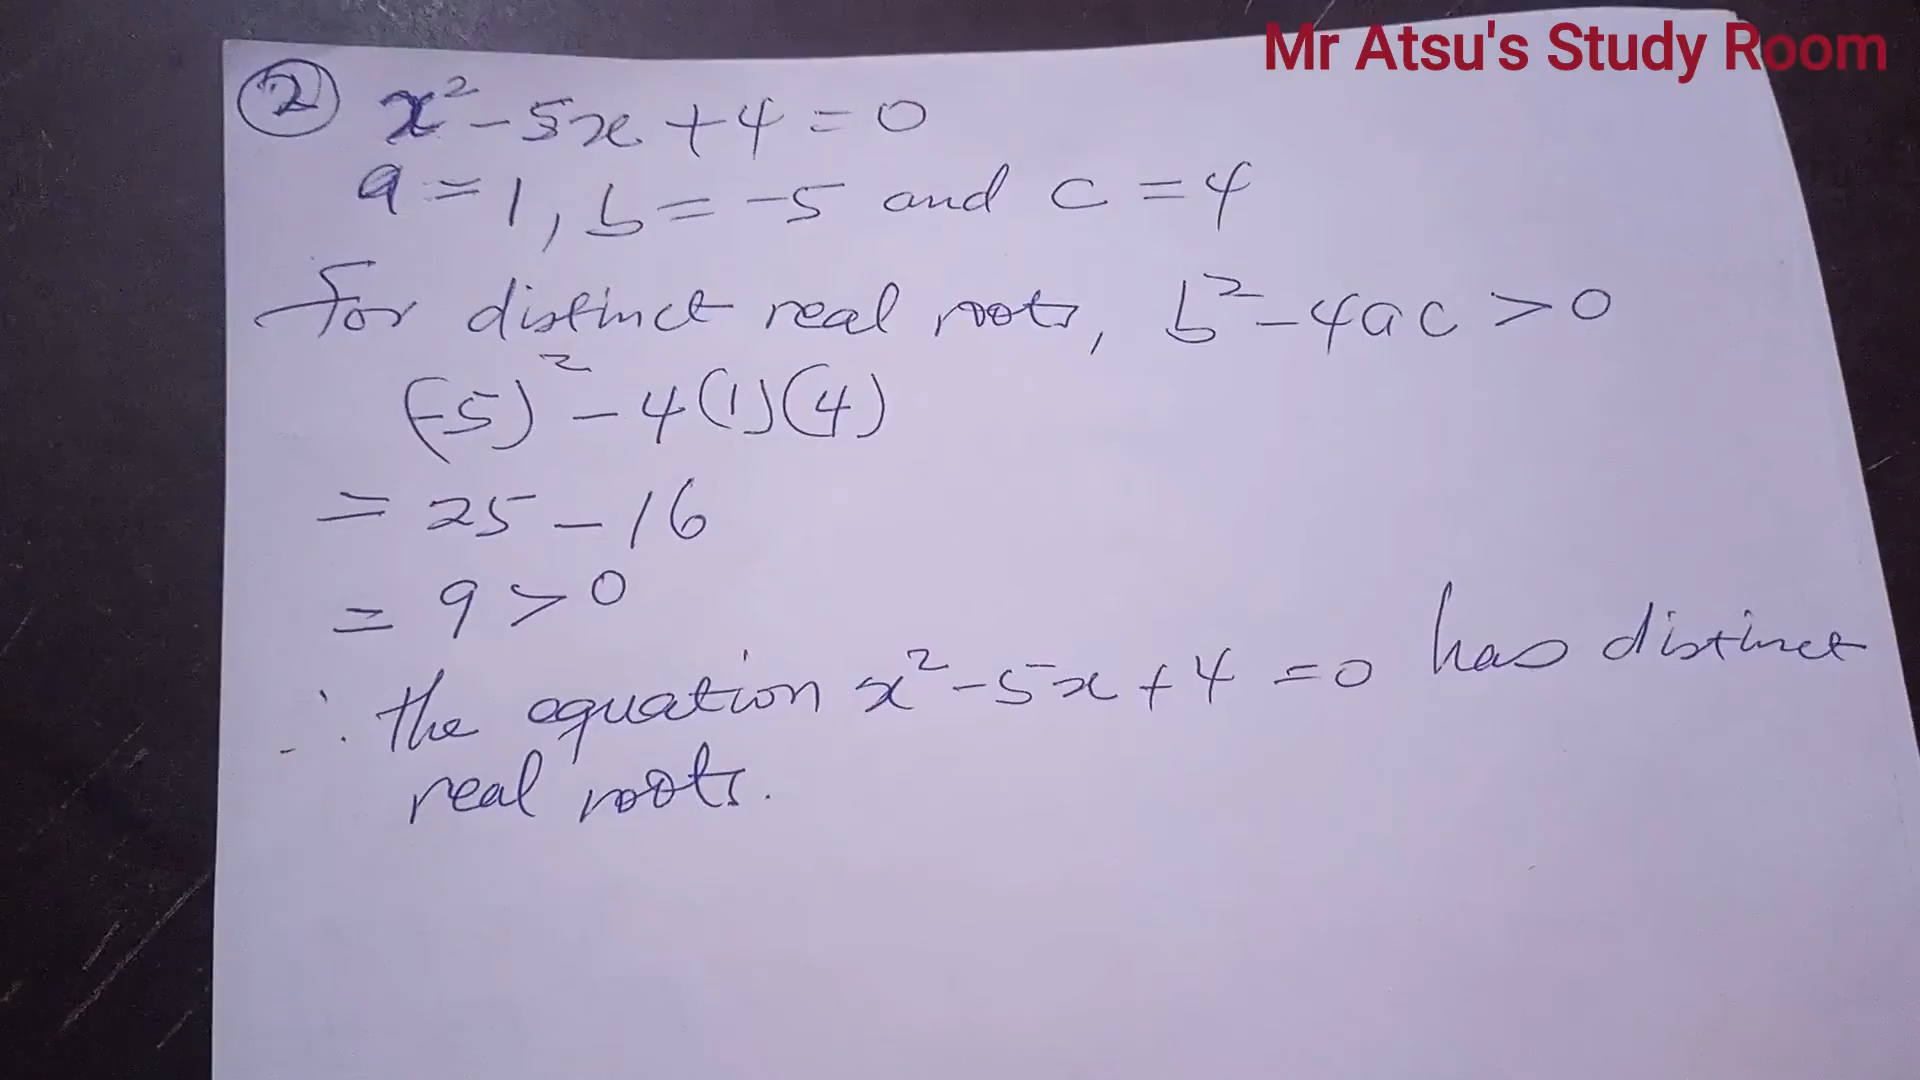 Mr Atsu's Study Room
② x² - 5x + 4 = 0
a = 1, b = -5 and c = 4
For distinct real roots, b² - 4ac > 0
(-5)² - 4(1)(4)
= 25 - 16
= 9 > 0
∴ the equation x² - 5x + 4 = 0 has distinct
real roots.